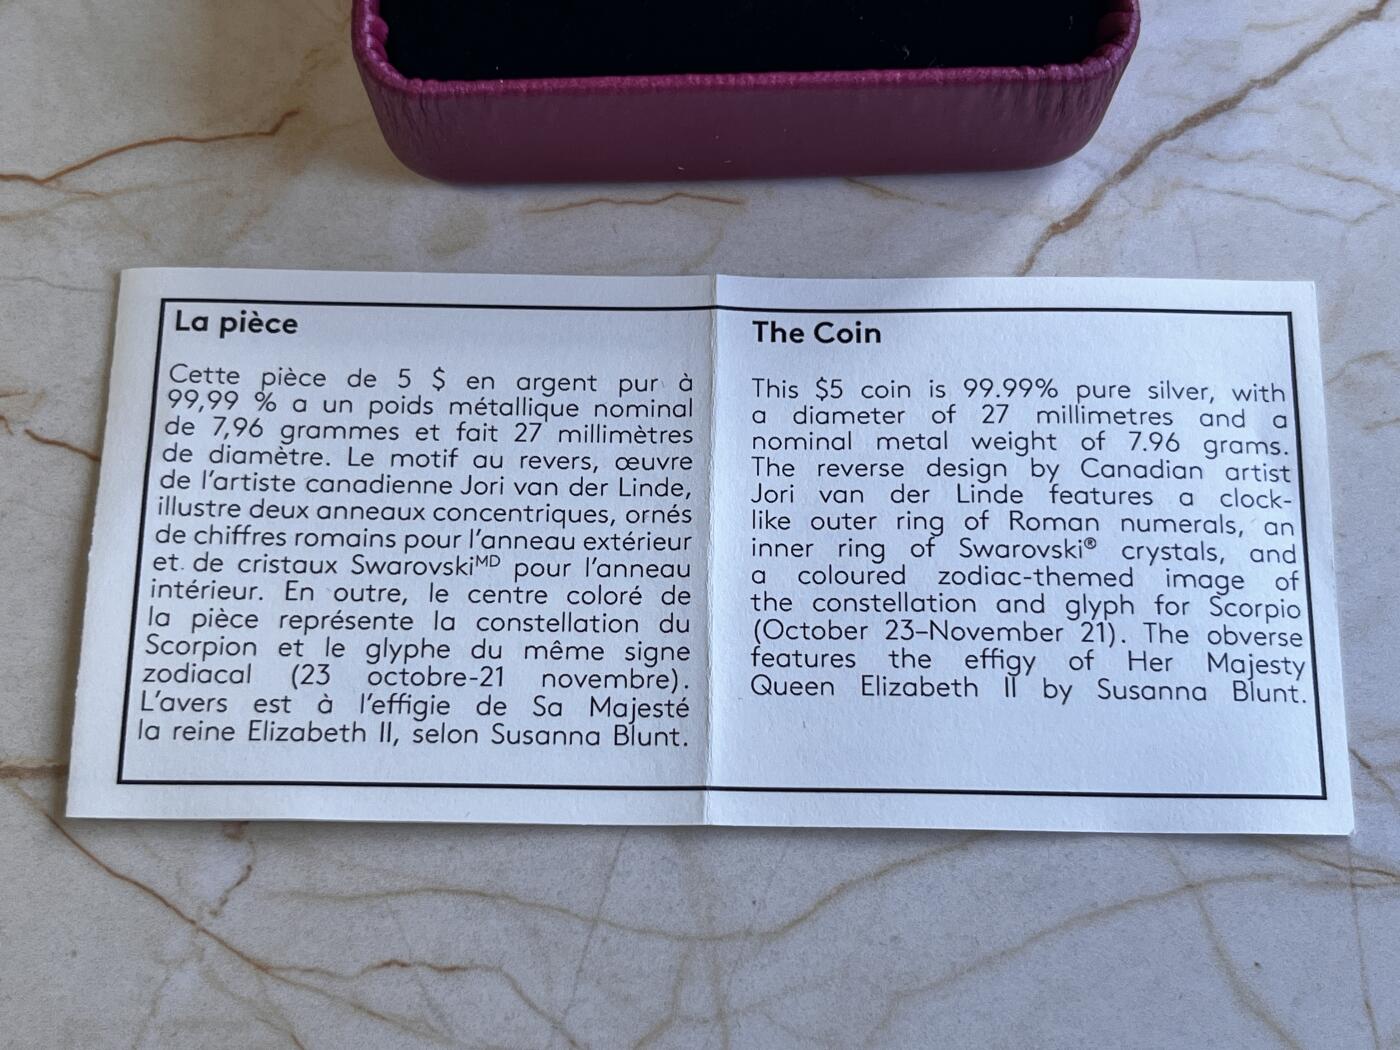 La pièce
Cette pièce de 5 $ en argent pur à
99,99 % a un poids métallique nominal
de 7,96 grammes et fait 27 millimètres
de diamètre. Le motif au revers, œuvre
de l'artiste canadienne Jori van der Linde,
illustre deux anneaux concentriques, ornés
de chiffres romains pour l'anneau extérieur
et de cristaux Swarovskiᴹᴰ pour l'anneau
intérieur. En outre, le centre coloré de
la pièce représente la constellation du
Scorpion et le glyphe du même signe
zodiacal (23 octobre-21 novembre).
L'avers est à l'effigie de Sa Majesté
la reine Elizabeth II, selon Susanna Blunt.
The Coin
This $5 coin is 99.99% pure silver, with
a diameter of 27 millimetres and a
nominal metal weight of 7.96 grams.
The reverse design by Canadian artist
Jori van der Linde features a clock-
like outer ring of Roman numerals, an
inner ring of Swarovski® crystals, and
a coloured zodiac-themed image of
the constellation and glyph for Scorpio
(October 23–November 21). The obverse
features the effigy of Her Majesty
Queen Elizabeth II by Susanna Blunt.